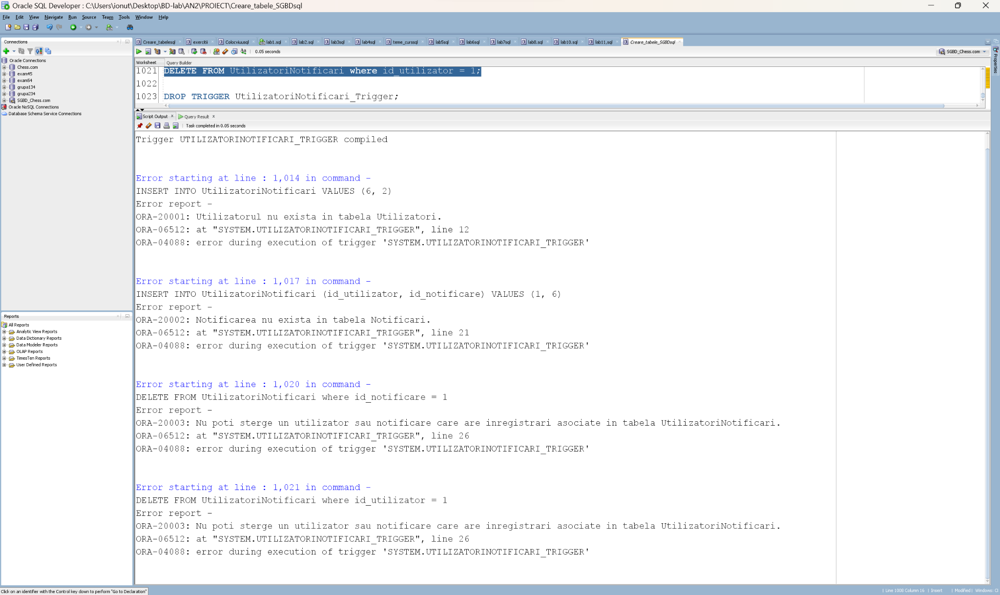 Oracle SQL Developer : C:\Users\ionut\Desktop\BD-lab\AN2\PROIECT\Creare_tabele_SGBDsql
File Edit View Navigate Run Source Team Tools Window Help
Connections
Oracle Connections
Chess.com
exam45
exam54
grupa134
grupa234
SGBD_Chess.com
Oracle NoSQL Connections
Database Schema Service Connections
Reports
All Reports
Analytic View Reports
Data Dictionary Reports
Data Modeler Reports
OLAP Reports
TimesTen Reports
User Defined Reports
Creare_tabelesql exercitii Colocviuusql lab1.sql lab2.sql lab3sql lab4sql teme_curssql lab5sql lab6sql lab7sql lab8.sql lab10.sql lab11,sql Creare_tabele_SGBDsql
0.05 seconds
SGBD_Chess.com
Properties
Worksheet Query Builder
1021 DELETE FROM UtilizatoriNotificari where id_utilizator = 1;
1022
1023 DROP TRIGGER UtilizatoriNotificari_Trigger;
Script Output x Query Result x
Task completed in 0.05 seconds
Trigger UTILIZATORINOTIFICARI_TRIGGER compiled
Error starting at line : 1,014 in command -
INSERT INTO UtilizatoriNotificari VALUES (6, 2)
Error report -
ORA-20001: Utilizatorul nu exista in tabela Utilizatori.
ORA-06512: at "SYSTEM.UTILIZATORINOTIFICARI_TRIGGER", line 12
ORA-04088: error during execution of trigger 'SYSTEM.UTILIZATORINOTIFICARI_TRIGGER'
Error starting at line : 1,017 in command -
INSERT INTO UtilizatoriNotificari (id_utilizator, id_notificare) VALUES (1, 6)
Error report -
ORA-20002: Notificarea nu exista in tabela Notificari.
ORA-06512: at "SYSTEM.UTILIZATORINOTIFICARI_TRIGGER", line 21
ORA-04088: error during execution of trigger 'SYSTEM.UTILIZATORINOTIFICARI_TRIGGER'
Error starting at line : 1,020 in command -
DELETE FROM UtilizatoriNotificari where id_notificare = 1
Error report -
ORA-20003: Nu poti sterge un utilizator sau notificare care are inregistrari asociate in tabela UtilizatoriNotificari.
ORA-06512: at "SYSTEM.UTILIZATORINOTIFICARI_TRIGGER", line 26
ORA-04088: error during execution of trigger 'SYSTEM.UTILIZATORINOTIFICARI_TRIGGER'
Error starting at line : 1,021 in command -
DELETE FROM UtilizatoriNotificari where id_utilizator = 1
Error report -
ORA-20003: Nu poti sterge un utilizator sau notificare care are inregistrari asociate in tabela UtilizatoriNotificari.
ORA-06512: at "SYSTEM.UTILIZATORINOTIFICARI_TRIGGER", line 26
ORA-04088: error during execution of trigger 'SYSTEM.UTILIZATORINOTIFICARI_TRIGGER'
Click on an identifier with the Control key down to perform "Go to Declaration"
| Line 1008 Column 16 | Insert | Modified | Windows: Cl